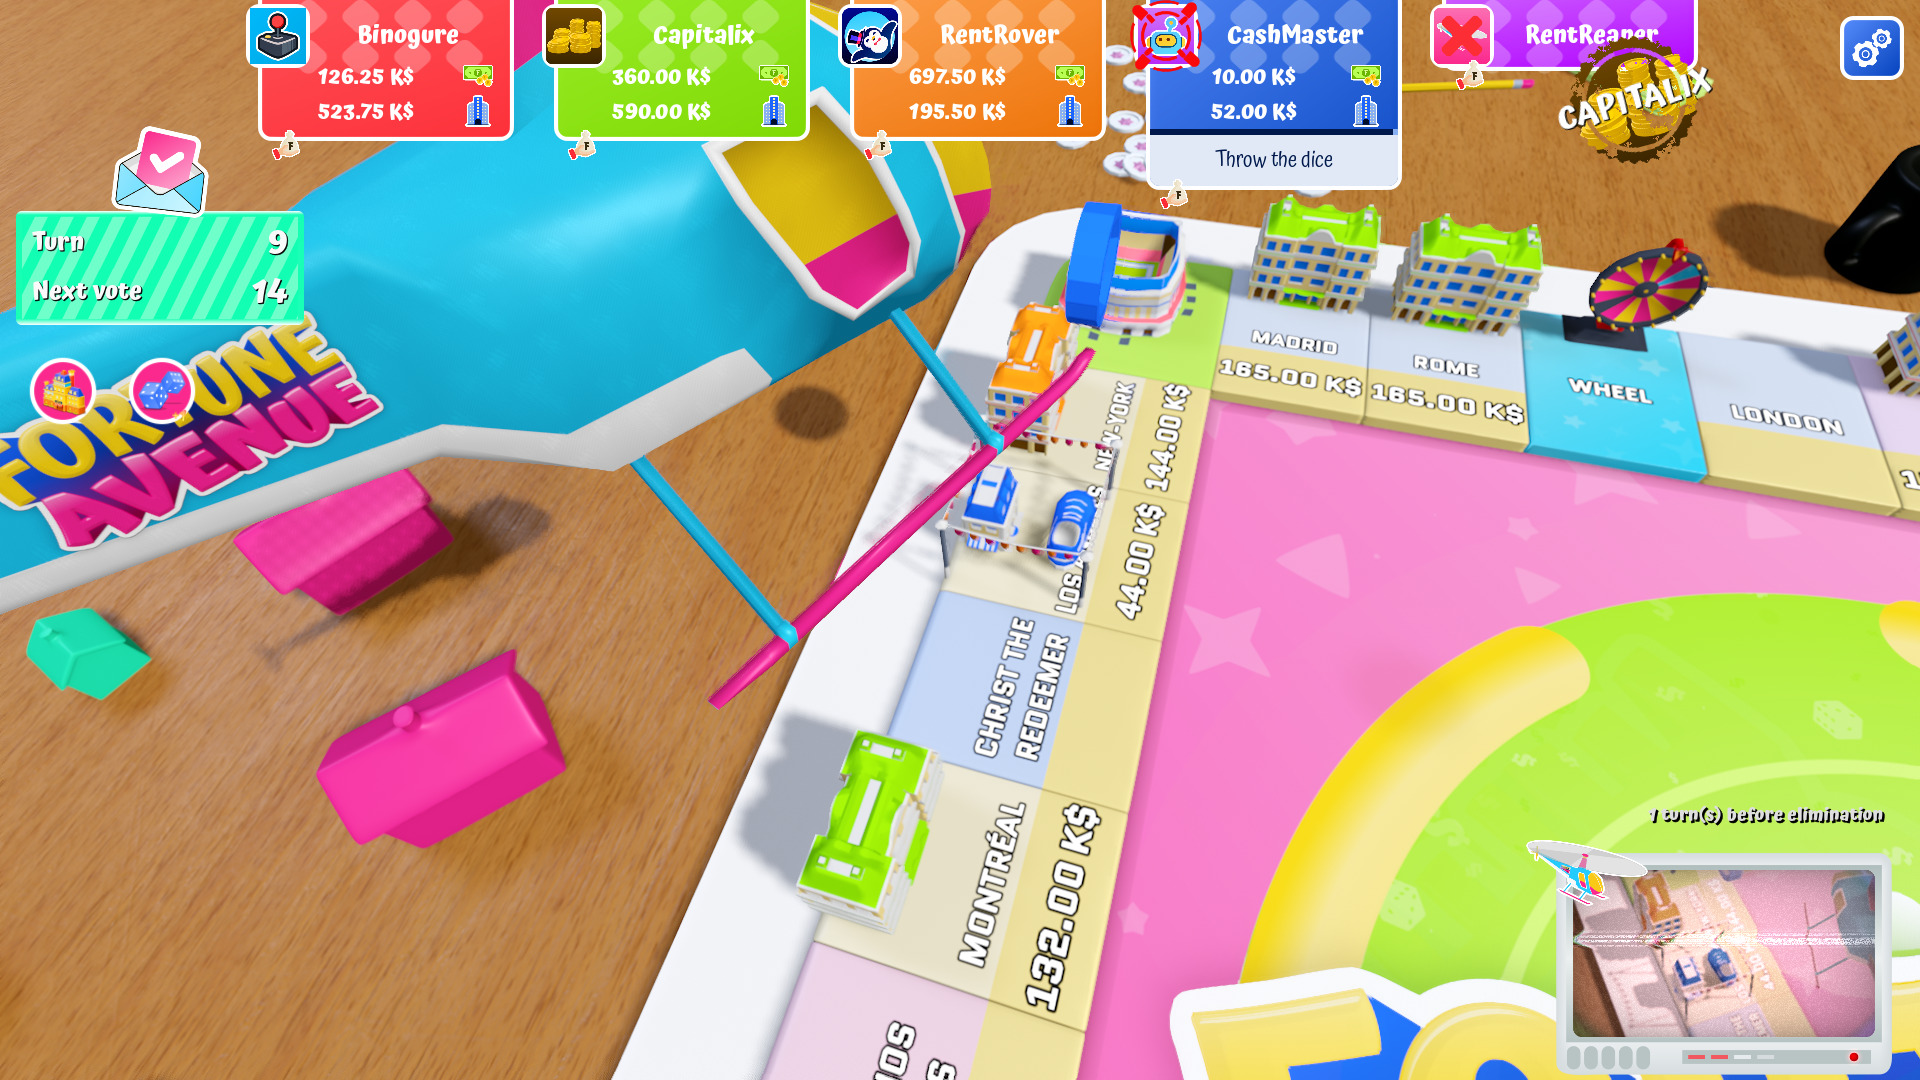 Binogure
126.25 K$
523.75 K$
Capitalix
360.00 K$
590.00 K$
RentRover
697.50 K$
195.50 K$
CashMaster
10.00 K$
52.00 K$
Throw the dice
RentReaper
CAPITALIX
Turn 9
Next vote 14
FORTUNE
AVENUE
MADRID
165.00 K$
ROME
165.00 K$
WHEEL
LONDON
NEW-YORK
144.00 K$
LOS
44.00 K$
CHRIST THE
REDEEMER
MONTRÉAL
132.00 K$
1 turn(s) before elimination